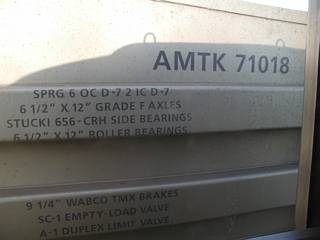 AMTK 71018
SPRG 6 OC D-7 2 IC D-7
6 1/2" X 12" GRADE F AXLES
STUCKI 656-CRH SIDE BEARINGS
6 1/2" X 12" ROLLER BEARINGS
9 1/4" WABCO TMX BRAKES
SC-1 EMPTY-LOAD VALVE
A-1 DUPLEX LIMIT VALVE